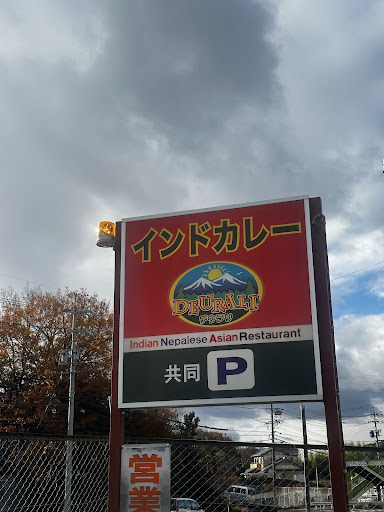 インドカレー
DEURALI
デウラリ
Indian Nepalese Asian Restaurant
共同 P
営業